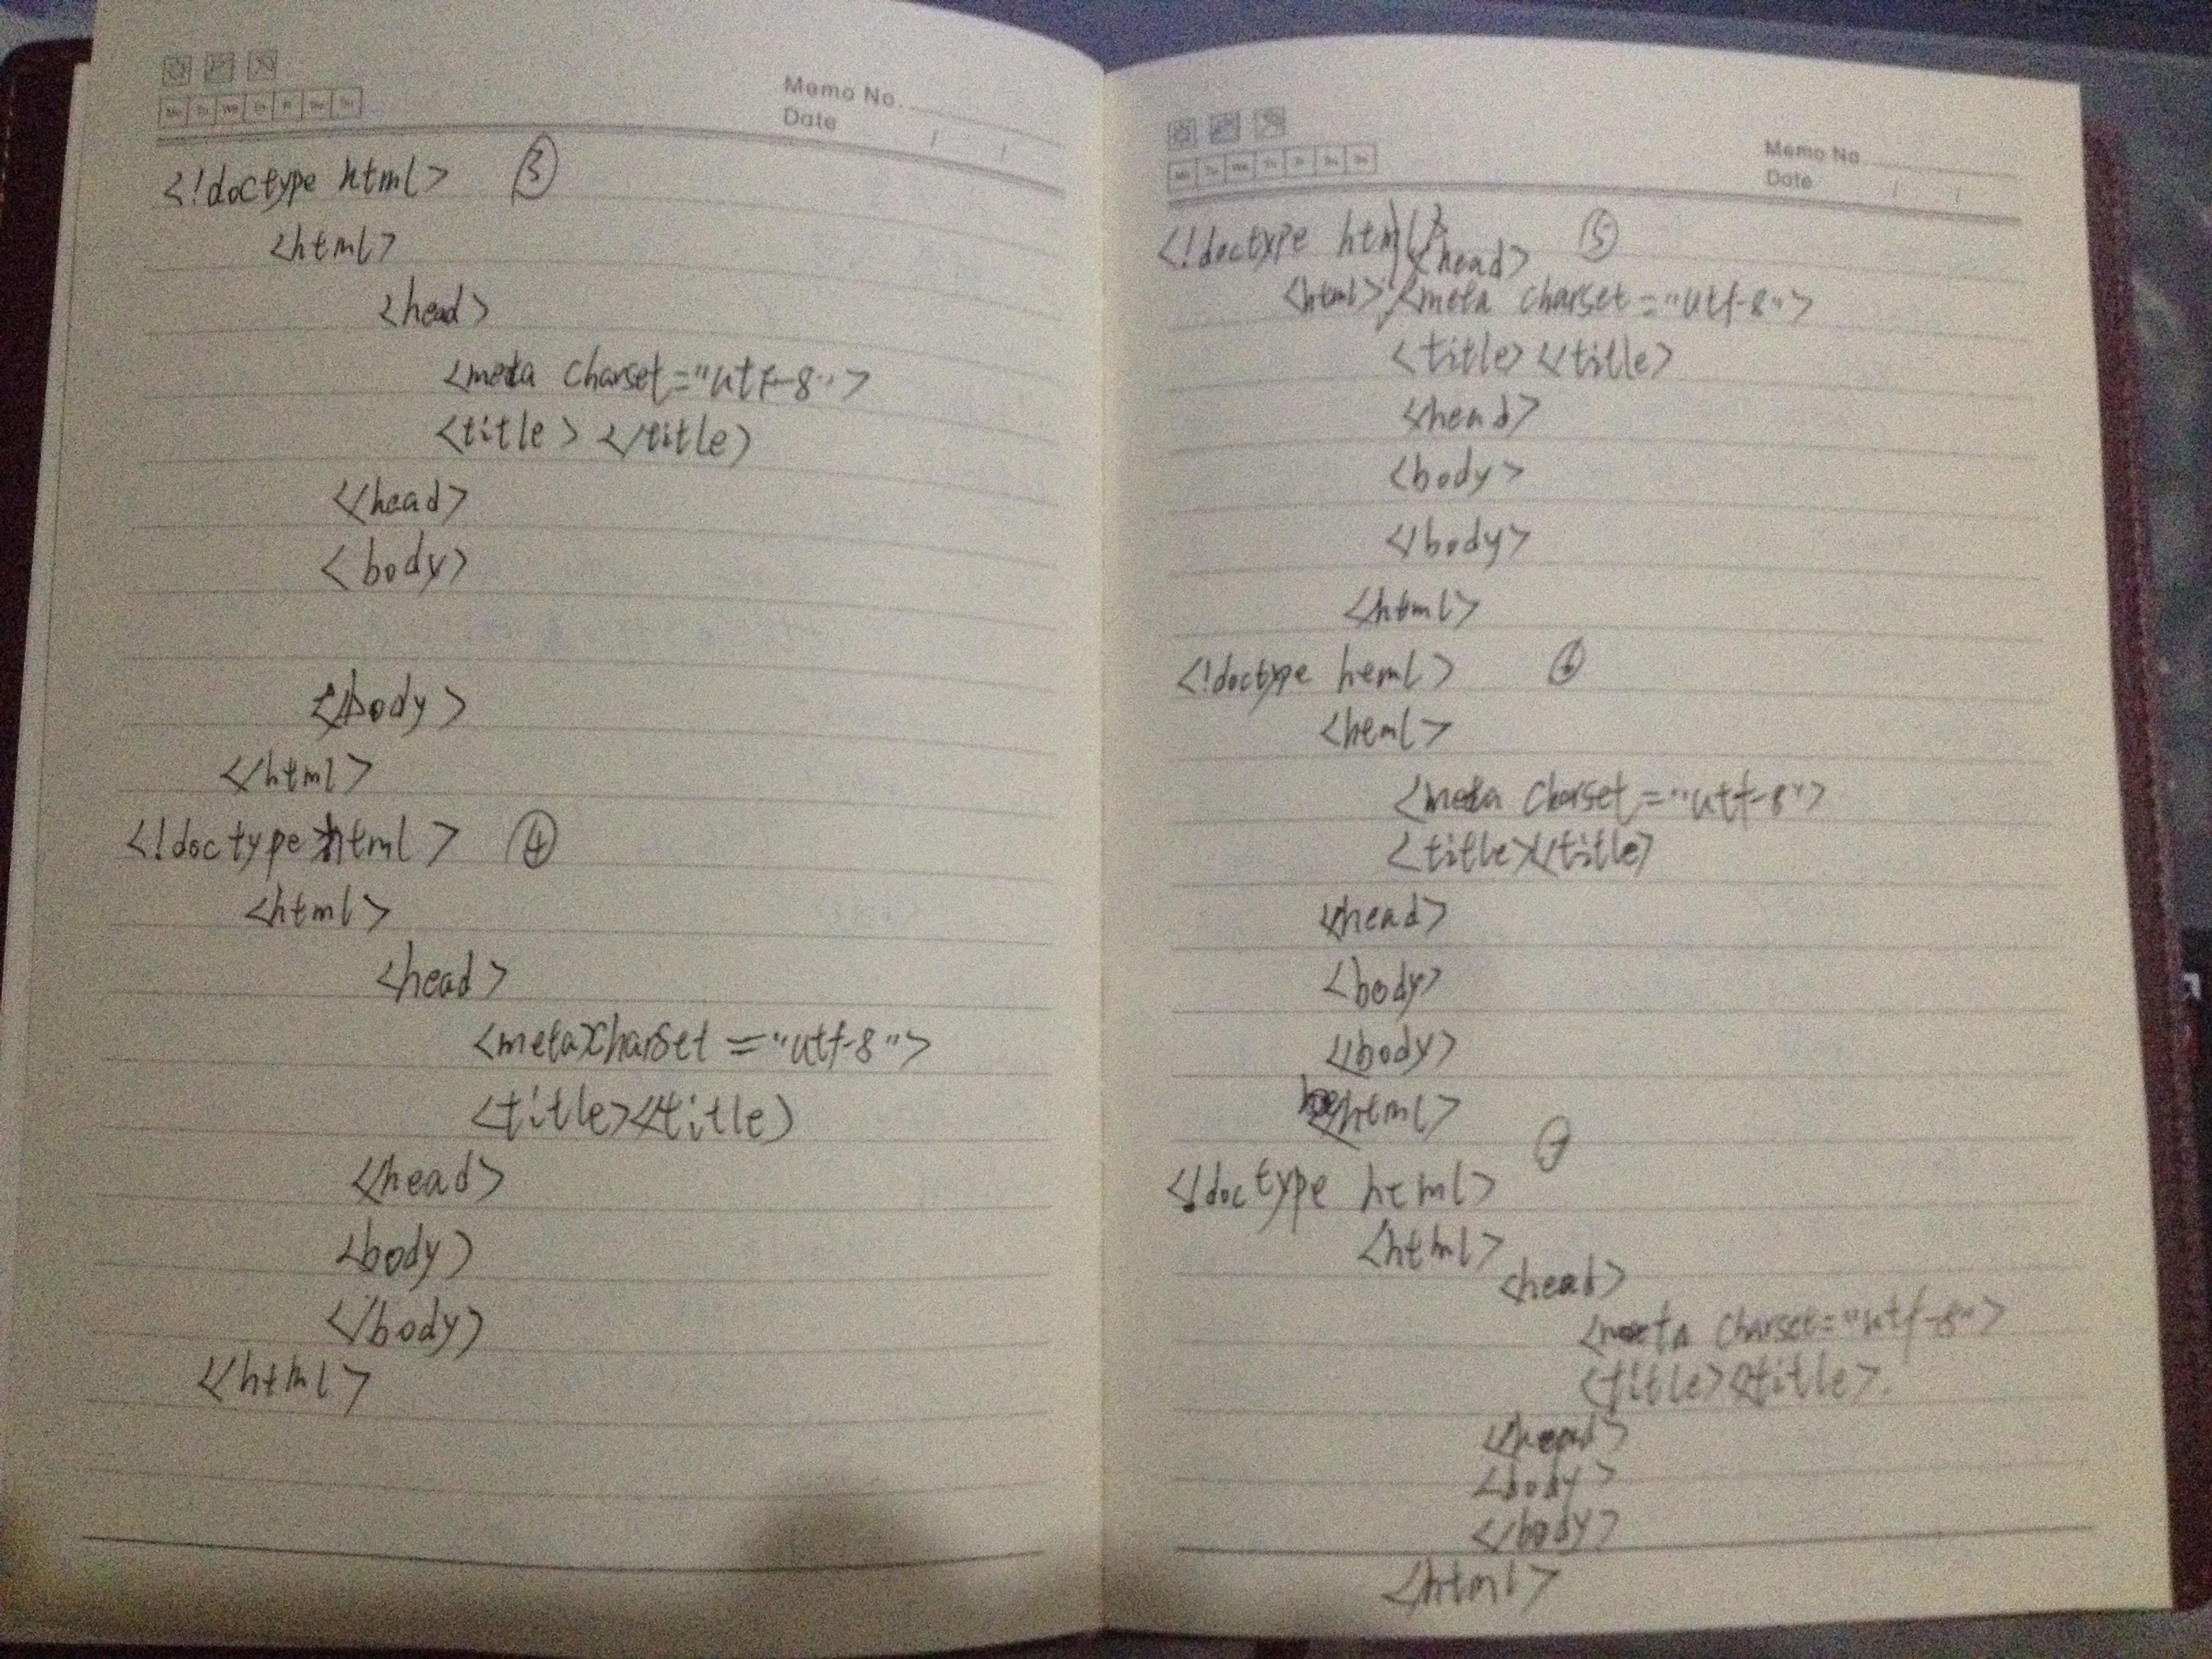 Memo No.
Date / /
<!doctype html> ③
<html>
<head>
<meta charset="utf-8">
<title> </title>
</head>
<body>
</body>
</html>
<!doctype html> ④
<html>
<head>
<meta charset="utf-8">
<title></title>
</head>
<body>
</body>
</html>
Memo No.
Date / /
<!doctype html> ⑤
<head>
<html> <meta charset="utf-8">
<title></title>
</head>
<body>
</body>
</html>
<!doctype heml> ⑥
<heml>
<meta charset="utf-8">
<title></title>
</head>
<body>
</body>
</html>
⑦
<!doctype html>
<html>
<head>
<meta charset="utf-8">
<title></title>.
</head>
<body>
</body>
</html>